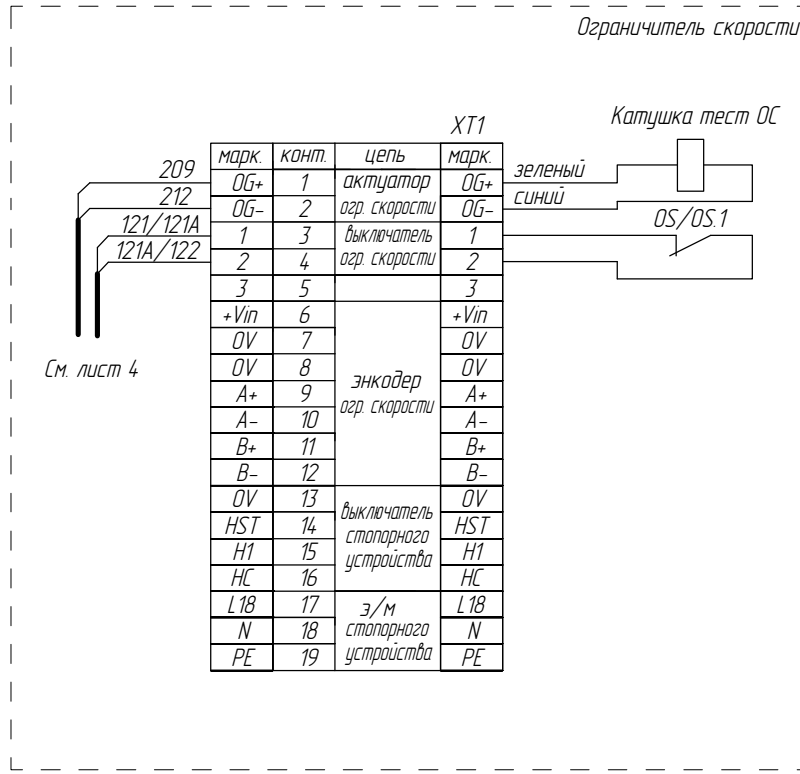 Ограничитель скорости
XT1
Катушка тест ОС
марк. конт. цепь марк.
209 OG+ 1 актуатор OG+ зеленый
212 OG- 2 огр. скорости OG- синий
121/121A 1 3 выключатель 1 OS/OS.1
121A/122 2 4 огр. скорости 2
3 5 3
+Vin 6 +Vin
0V 7 0V
См. лист 4
0V 8 0V
A+ 9 энкодер A+
A- 10 огр. скорости A-
B+ 11 B+
B- 12 B-
0V 13 выключатель 0V
HST 14 стопорного HST
H1 15 устройства H1
HC 16 HC
L18 17 э/м L18
N 18 стопорного N
PE 19 устройства PE